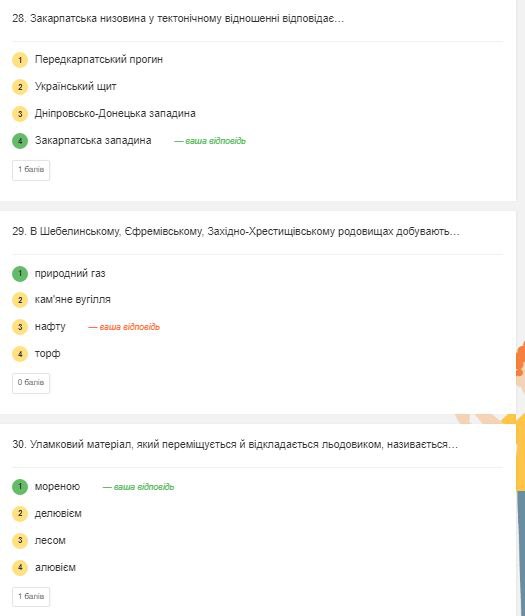 28. Закарпатська низовина у тектонічному відношенні відповідає...
1 Передкарпатський прогин
2 Український щит
3 Дніпровсько-Донецька западина
4 Закарпатська западина — ваша відповідь
1 балів
29. В Шебелинському, Єфремівському, Західно-Хрестищівському родовищах добувають...
1 природний газ
2 кам'яне вугілля
3 нафту — ваша відповідь
4 торф
0 балів
30. Уламковий матеріал, який переміщується й відкладається льодовиком, називається...
1 мореною — ваша відповідь
2 делювієм
3 лесом
4 алювієм
1 балів